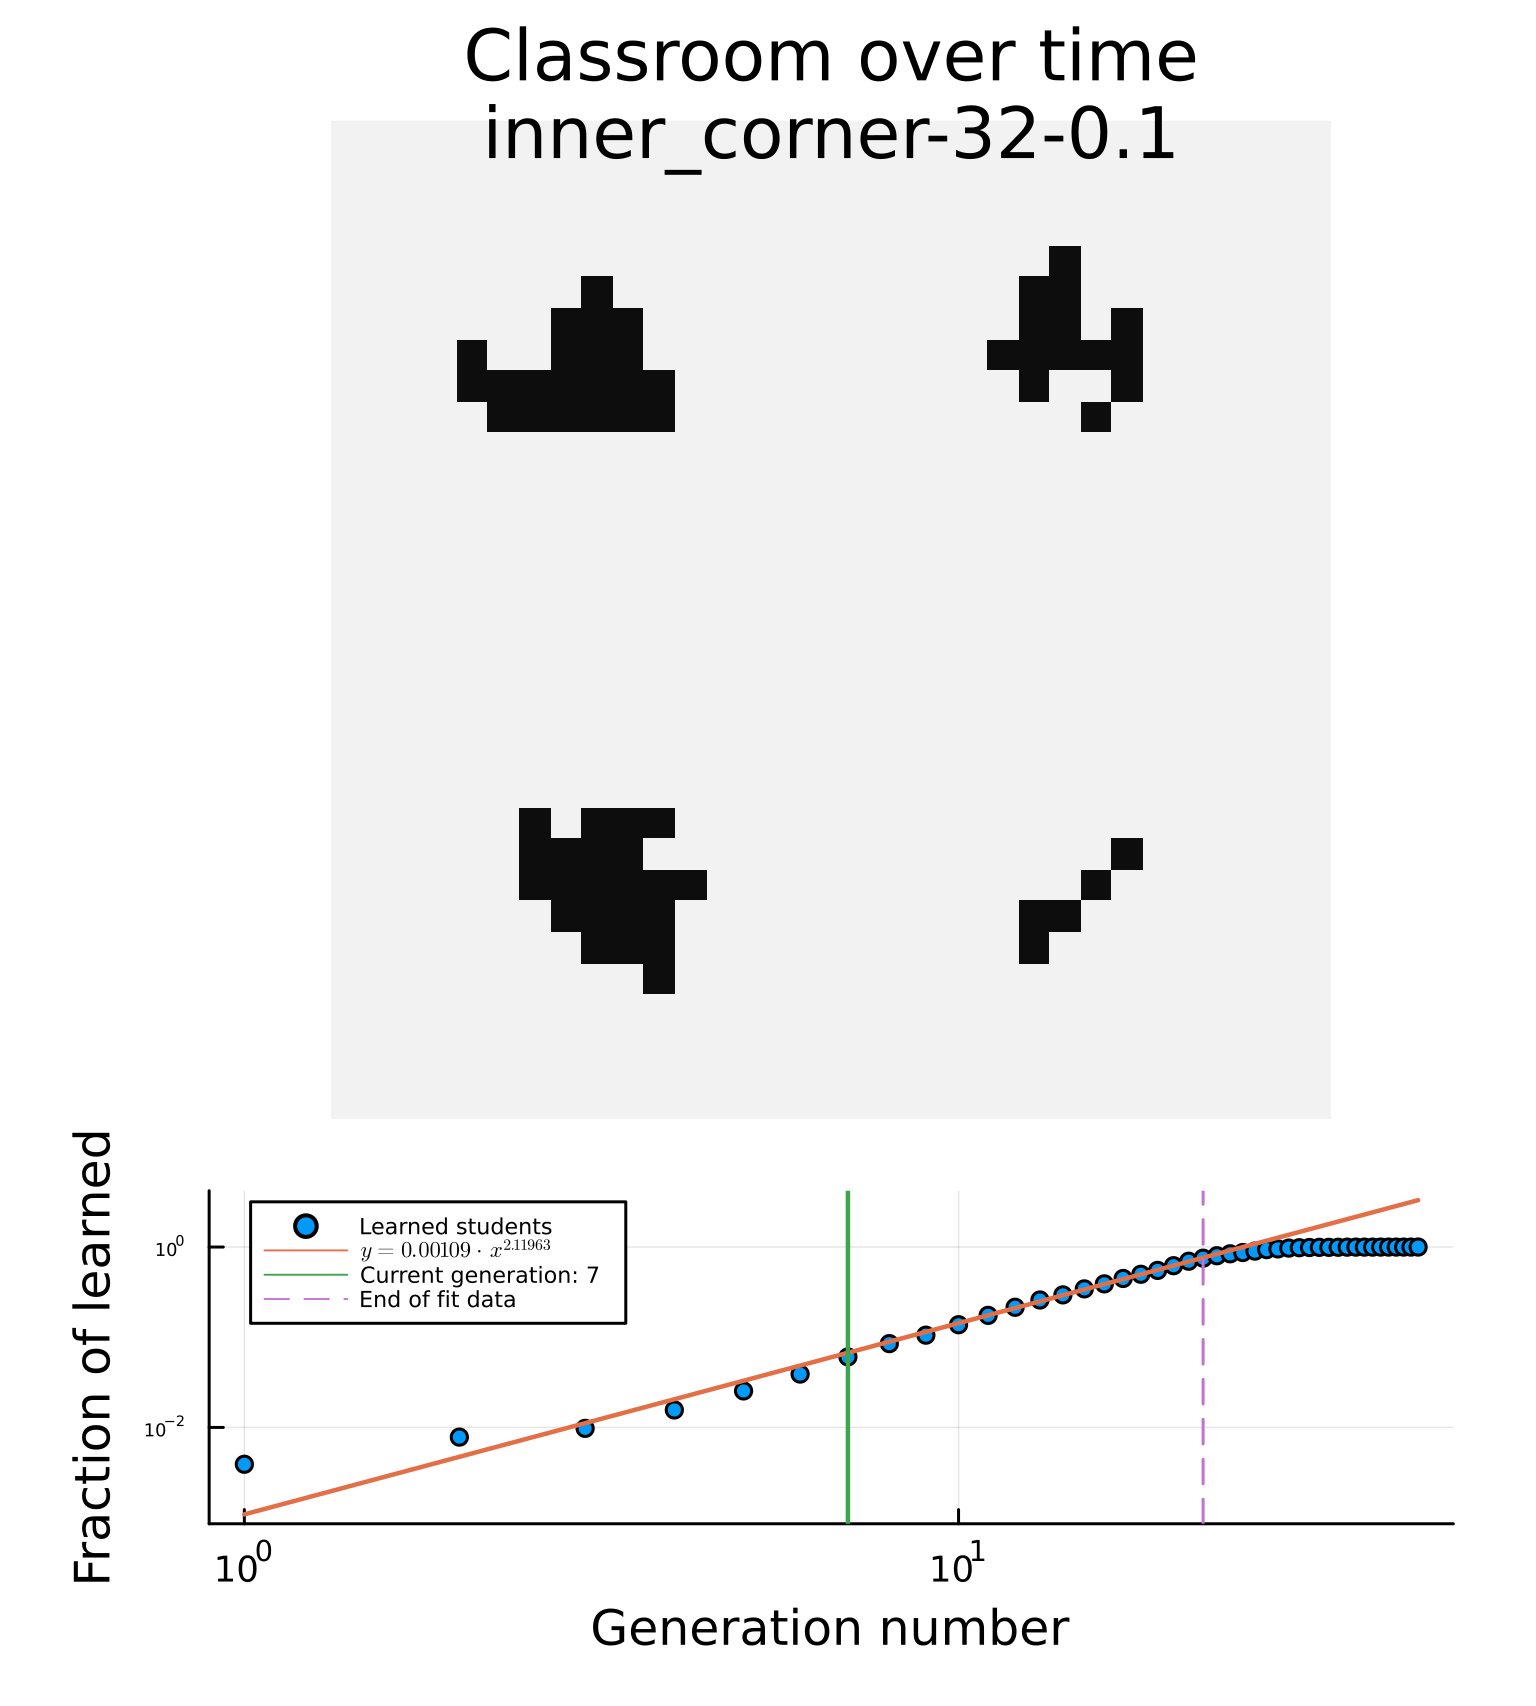 Classroom over time
inner_corner-32-0.1
Fraction of learned
10^0
10^-2
Learned students
y = 0.00109 · x^2.11963
Current generation: 7
End of fit data
10^0
10^1
Generation number